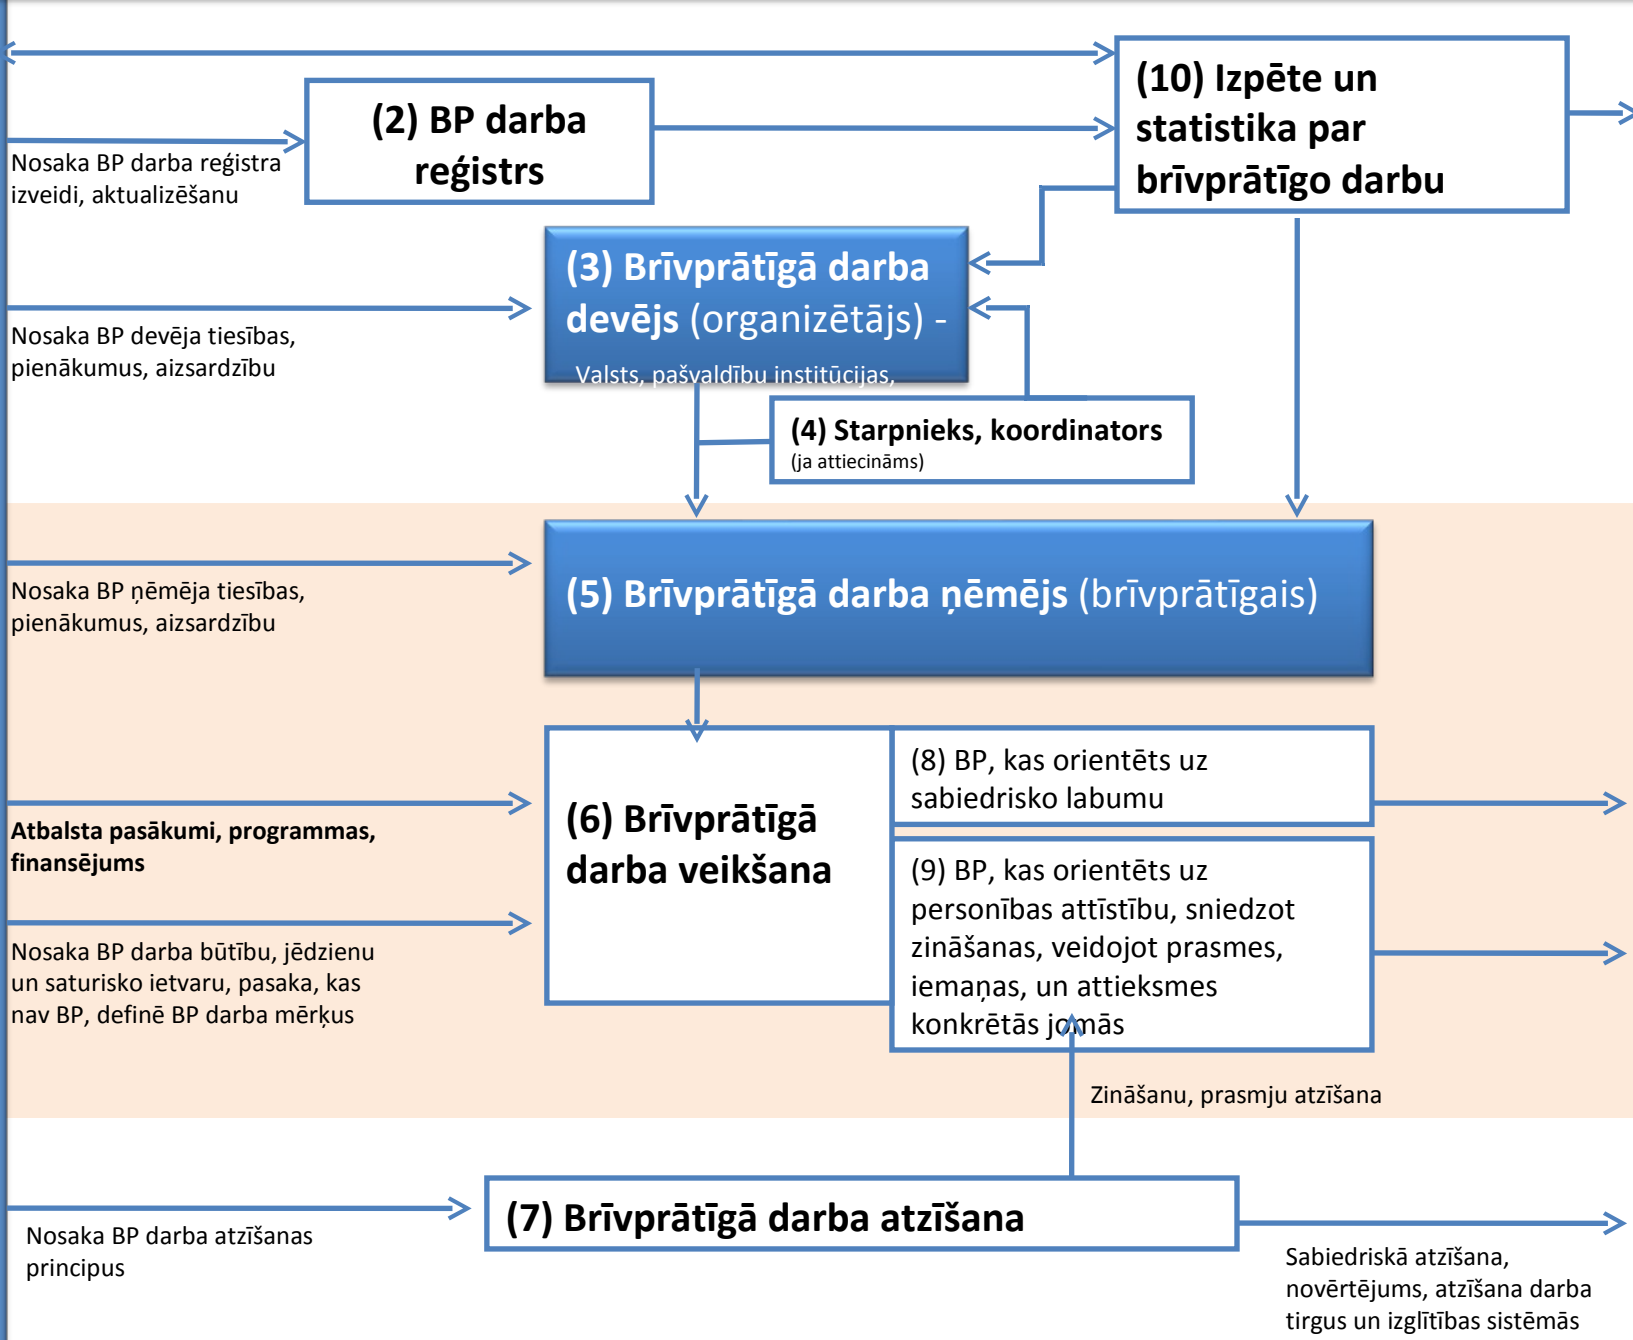 (10) Izpēte un
statistika par
brīvprātīgo darbu
(2) BP darba
reģistrs
Nosaka BP darba reģistra
izveidi, aktualizēšanu
(3) Brīvprātīgā darba
devējs (organizētājs) -
Valsts, pašvaldību institūcijas,
Nosaka BP devēja tiesības,
pienākumus, aizsardzību
(4) Starpnieks, koordinators
(ja attiecināms)
(5) Brīvprātīgā darba ņēmējs (brīvprātīgais)
Nosaka BP ņēmēja tiesības,
pienākumus, aizsardzību
(6) Brīvprātīgā
darba veikšana
(8) BP, kas orientēts uz
sabiedrisko labumu
Atbalsta pasākumi, programmas,
finansējums
(9) BP, kas orientēts uz
personības attīstību, sniedzot
zināšanas, veidojot prasmes,
iemaņas, un attieksmes
konkrētās jomās
Nosaka BP darba būtību, jēdzienu
un saturisko ietvaru, pasaka, kas
nav BP, definē BP darba mērķus
Zināšanu, prasmju atzīšana
(7) Brīvprātīgā darba atzīšana
Nosaka BP darba atzīšanas
principus
Sabiedriskā atzīšana,
novērtējums, atzīšana darba
tirgus un izglītības sistēmās